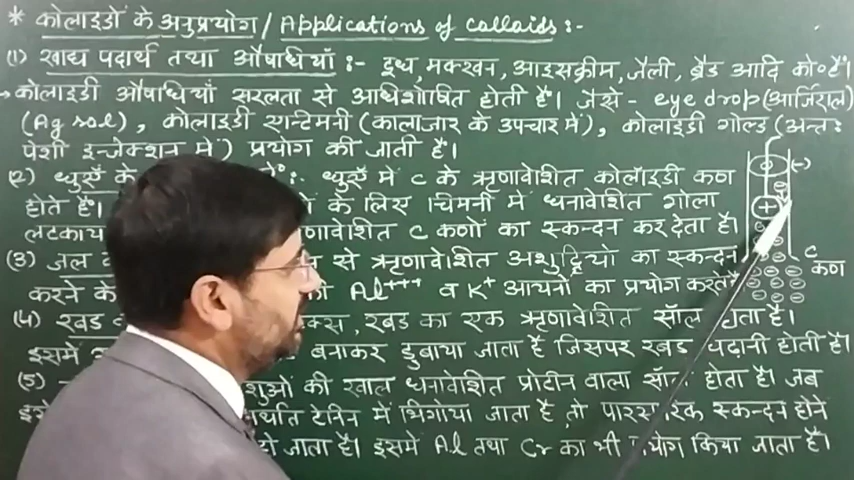 * कोलाइडों के अनुप्रयोग / Applications of colloids :-
(1) खाद्य पदार्थ तथा औषधियाँ :- दूध, मक्खन, आइसक्रीम, जैली, ब्रैड आदि को० हैं।
→ कोलाइडी औषधियाँ सरलता से अधिशोषित होती हैं। जैसे - eye drop (आर्जिराल)
(Ag sol), कोलाइडी एन्टिमनी (कालाजार के उपचार में), कोलाइडी गोल्ड (अन्तः
पेशी इन्जेक्शन में) प्रयोग की जाती हैं।
(2) धुएँ के :- धुएँ में C के ऋणावेशित कोलॉइडी कण
होते हैं। के लिए चिमनी में धनावेशित गोला
लटकाया ऋणावेशित C कणों का स्कन्दन कर देता है।
(3) जल से ऋणावेशित अशुद्धियों का स्कन्दन
करने के Al+++ व K+ आयनों का प्रयोग करते
(4) रबड़ रबड़ का एक ऋणावेशित सॉल होता है।
इसमें बनाकर डुबाया जाता है जिसपर रबड़ चढ़ानी होती है।
(5) की खाल धनावेशित प्रोटीन वाला सॉल होता है। जब
टेनिन में भिगोया जाता है, तो पारस्परिक स्कन्दन होने
हो जाता है। इसमें Al तथा Cr का भी प्रयोग किया जाता है।
(-)
+
C
कण